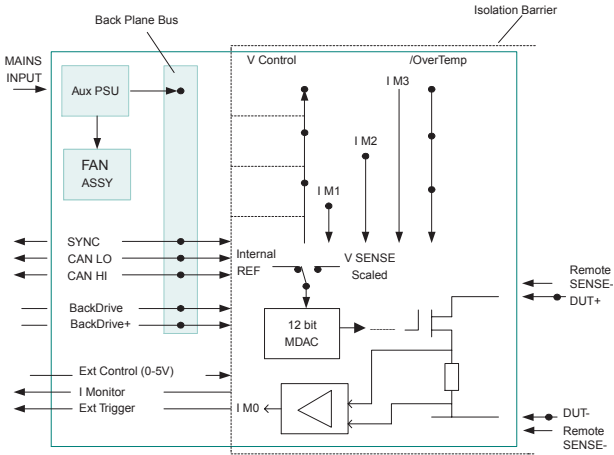 Isolation Barrier
Back Plane Bus
MAINS
INPUT
V Control
/OverTemp
Aux PSU
I M3
FAN
ASSY
I M2
I M1
SYNC
CAN LO
CAN HI
Internal
REF
V SENSE
Scaled
Remote
SENSE-
DUT+
BackDrive
BackDrive+
12 bit
MDAC
Ext Control (0-5V)
I Monitor
Ext Trigger
I M0
DUT-
Remote
SENSE-